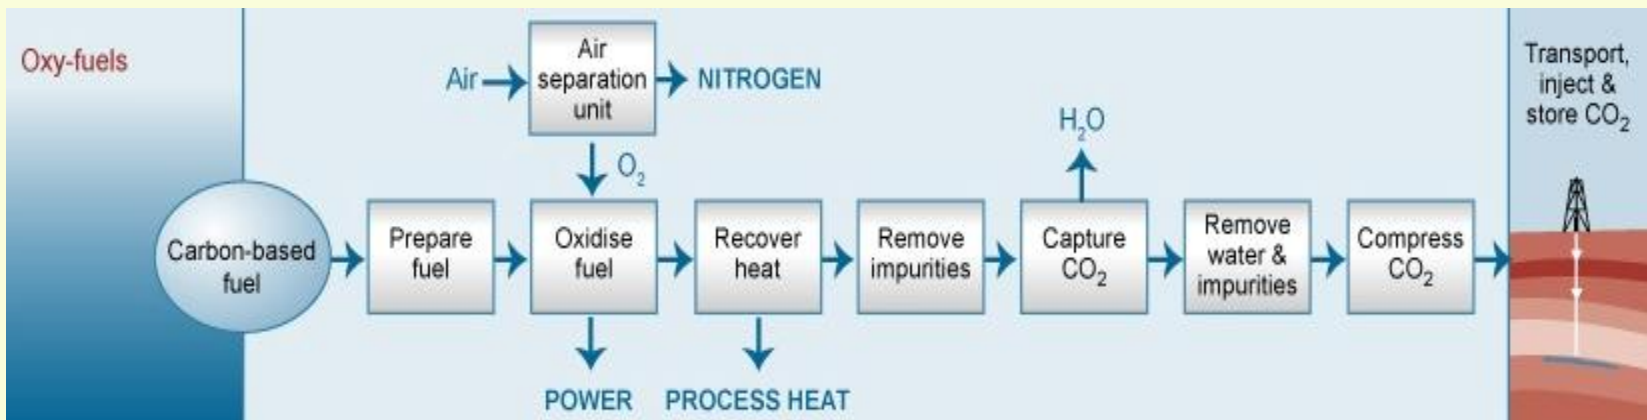 Oxy-fuels
Air
Air
separation
unit
NITROGEN
O₂
H₂O
Carbon-based
fuel
Prepare
fuel
Oxidise
fuel
Recover
heat
Remove
impurities
Capture
CO₂
Remove
water &
impurities
Compress
CO₂
POWER
PROCESS HEAT
Transport,
inject &
store CO₂